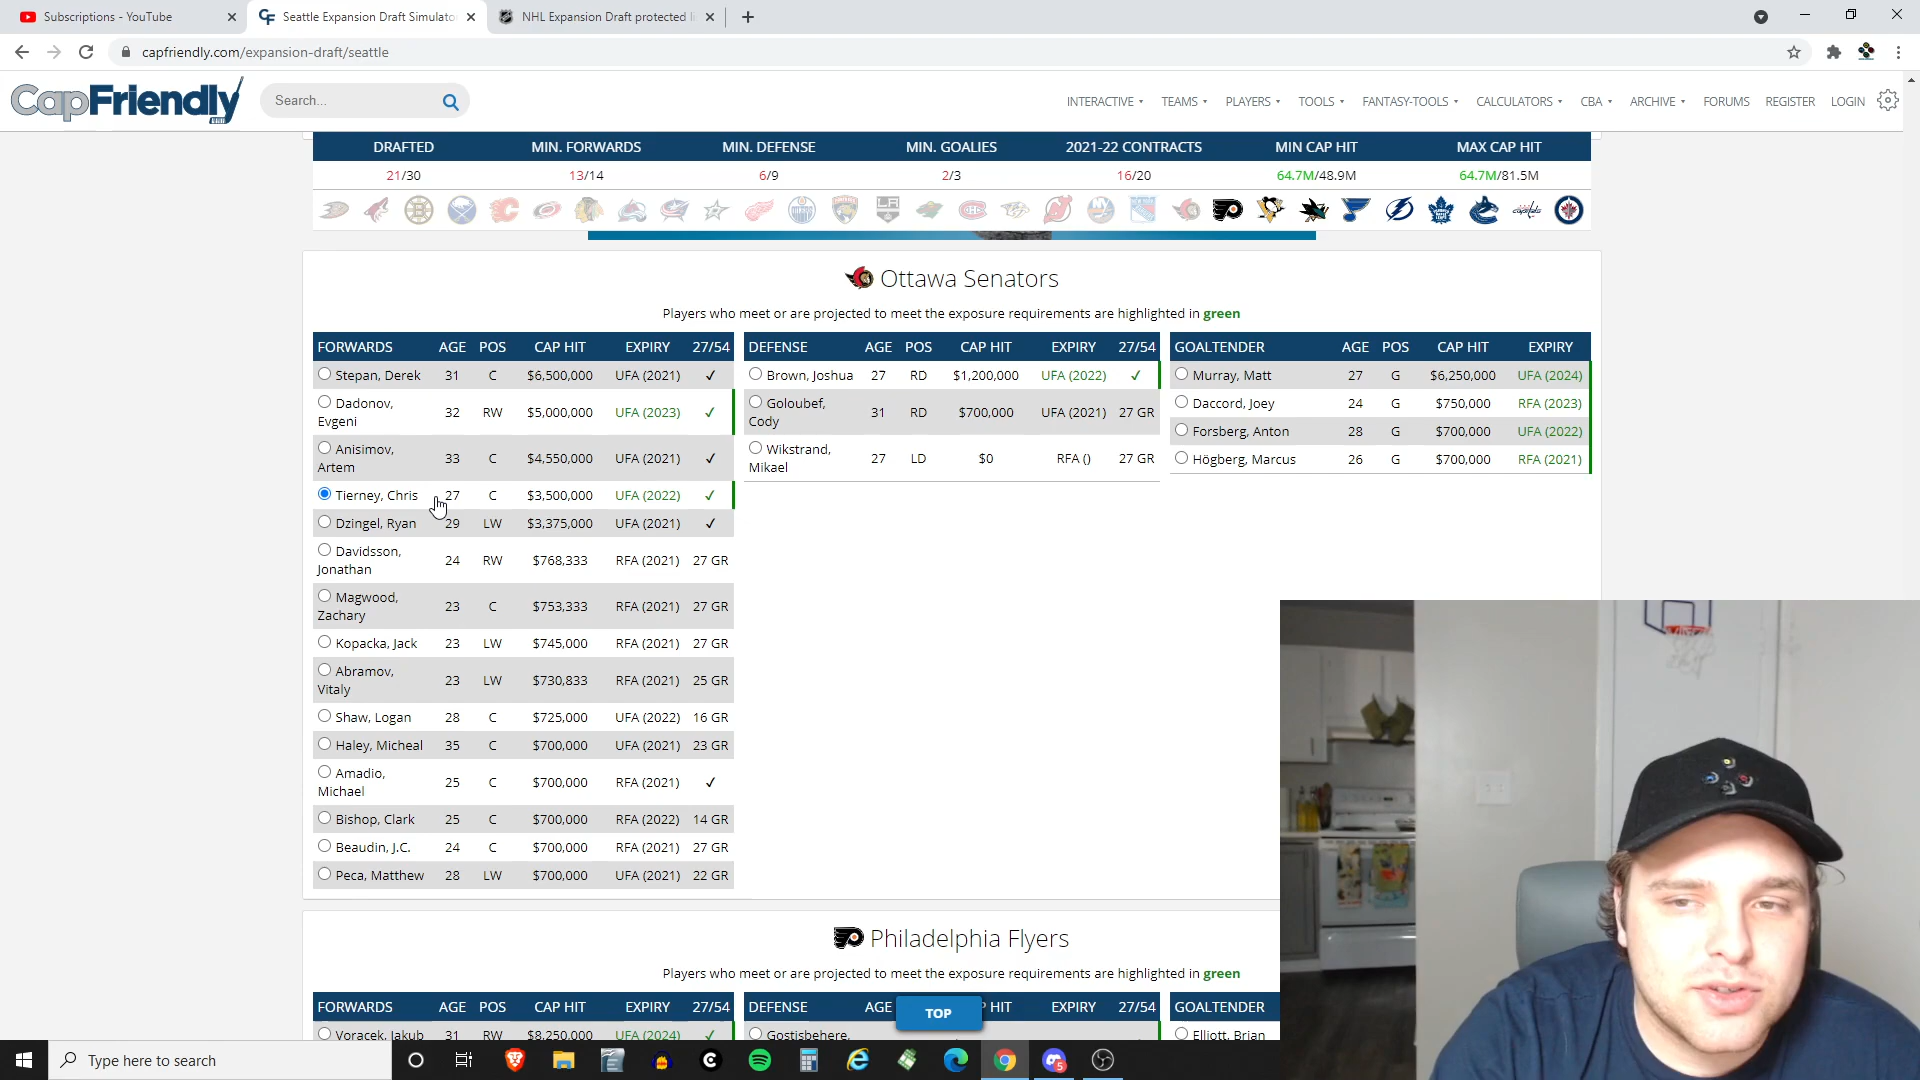 Subscriptions - YouTube
Seattle Expansion Draft Simulator
NHL Expansion Draft protected li
capfriendly.com/expansion-draft/seattle
CapFriendly
Search...
INTERACTIVE TEAMS PLAYERS TOOLS FANTASY-TOOLS CALCULATORS CBA ARCHIVE FORUMS REGISTER LOGIN
DRAFTED MIN. FORWARDS MIN. DEFENSE MIN. GOALIES 2021-22 CONTRACTS MIN CAP HIT MAX CAP HIT
21/30 13/14 6/9 2/3 16/20 64.7M/48.9M 64.7M/81.5M
Ottawa Senators
Players who meet or are projected to meet the exposure requirements are highlighted in green
FORWARDS AGE POS CAP HIT EXPIRY 27/54
Stepan, Derek 31 C $6,500,000 UFA (2021) ✓
Dadonov, Evgeni 32 RW $5,000,000 UFA (2023) ✓
Anisimov, Artem 33 C $4,550,000 UFA (2021) ✓
Tierney, Chris 27 C $3,500,000 UFA (2022) ✓
Dzingel, Ryan 29 LW $3,375,000 UFA (2021) ✓
Davidsson, Jonathan 24 RW $768,333 RFA (2021) 27 GR
Magwood, Zachary 23 C $753,333 RFA (2021) 27 GR
Kopacka, Jack 23 LW $745,000 RFA (2021) 27 GR
Abramov, Vitaly 23 LW $730,833 RFA (2021) 25 GR
Shaw, Logan 28 C $725,000 UFA (2022) 16 GR
Haley, Micheal 35 C $700,000 UFA (2021) 23 GR
Amadio, Michael 25 C $700,000 RFA (2021) ✓
Bishop, Clark 25 C $700,000 RFA (2022) 14 GR
Beaudin, J.C. 24 C $700,000 RFA (2021) 27 GR
Peca, Matthew 28 LW $700,000 UFA (2021) 22 GR
DEFENSE AGE POS CAP HIT EXPIRY 27/54
Brown, Joshua 27 RD $1,200,000 UFA (2022) ✓
Goloubef, Cody 31 RD $700,000 UFA (2021) 27 GR
Wikstrand, Mikael 27 LD $0 RFA () 27 GR
GOALTENDER AGE POS CAP HIT EXPIRY
Murray, Matt 27 G $6,250,000 UFA (2024)
Daccord, Joey 24 G $750,000 RFA (2023)
Forsberg, Anton 28 G $700,000 UFA (2022)
Högberg, Marcus 26 G $700,000 RFA (2021)
Philadelphia Flyers
Players who meet or are projected to meet the exposure requirements are highlighted in green
FORWARDS AGE POS CAP HIT EXPIRY 27/54
Voracek, Jakub 31 RW $8,250,000 UFA (2024) ✓
DEFENSE AGE P HIT EXPIRY 27/54
Gostisbehere,
GOALTENDER
Elliott, Brian
TOP
Type here to search